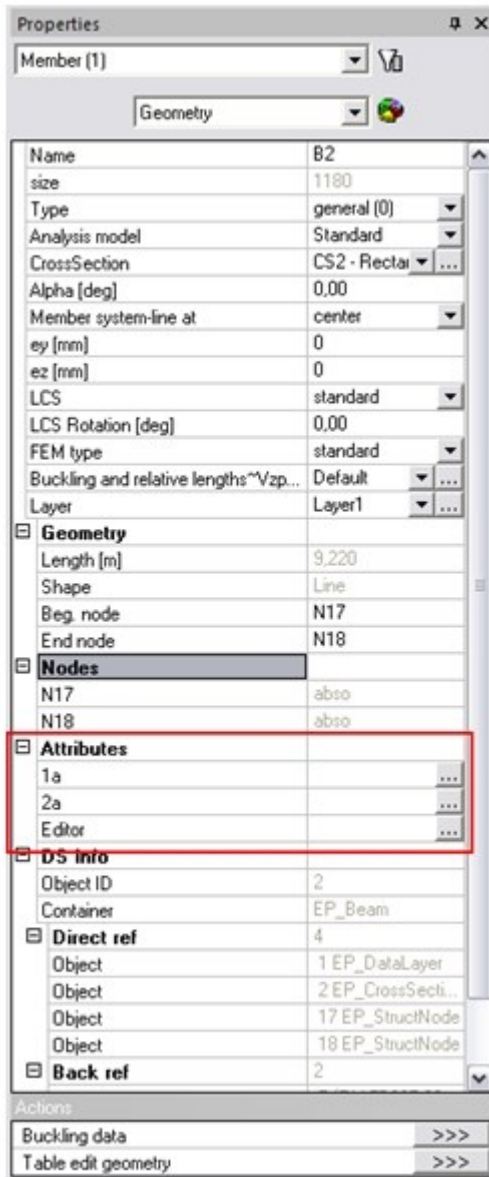 Properties
Member (1)
Geometry
Name B2
size 1180
Type general (0)
Analysis model Standard
CrossSection CS2 - Rectar ...
Alpha [deg] 0,00
Member system-line at center
ey [mm] 0
ez [mm] 0
LCS standard
LCS Rotation [deg] 0,00
FEM type standard
Buckling and relative lengths~Vzp... Default ...
Layer Layer1 ...
Geometry
Length [m] 9,220
Shape Line
Beg. node N17
End node N18
Nodes
N17 abso
N18 abso
Attributes
1a ...
2a ...
Editor ...
DS info
Object ID 2
Container EP_Beam
Direct ref 4
Object 1 EP_DataLayer
Object 2 EP_CrossSecti...
Object 17 EP_StructNode
Object 18 EP_StructNode
Back ref 2
Actions
Buckling data >>>
Table edit geometry >>>